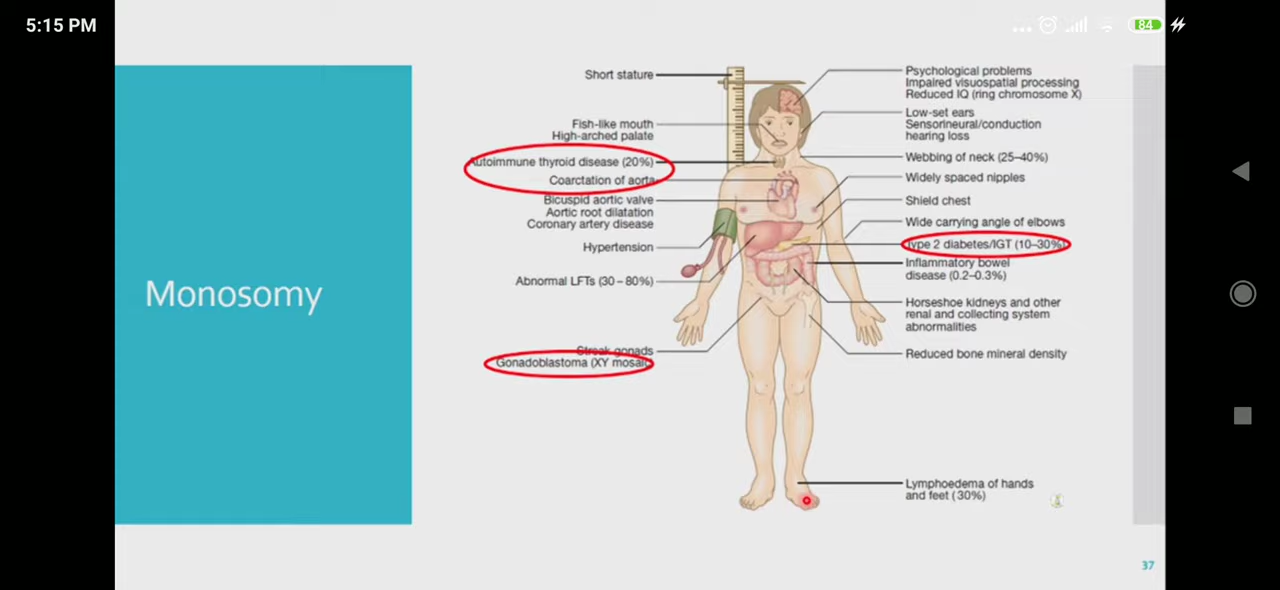 5:15 PM
84
Monosomy
Short stature
Fish-like mouth
High-arched palate
utoimmune thyroid disease (20%)
Coarctation of aorta
Bicuspid aortic valve
Aortic root dilatation
Coronary artery disease
Hypertension
Abnormal LFTs (30–80%)
Streak gonads
Gonadoblastoma (XY mosaic
Psychological problems
Impaired visuospatial processing
Reduced IQ (ring chromosome X)
Low-set ears
Sensorineural/conduction
hearing loss
Webbing of neck (25–40%)
Widely spaced nipples
Shield chest
Wide carrying angle of elbows
Type 2 diabetes/IGT (10–30%)
Inflammatory bowel
disease (0.2–0.3%)
Horseshoe kidneys and other
renal and collecting system
abnormalities
Reduced bone mineral density
Lymphoedema of hands
and feet (30%)
37